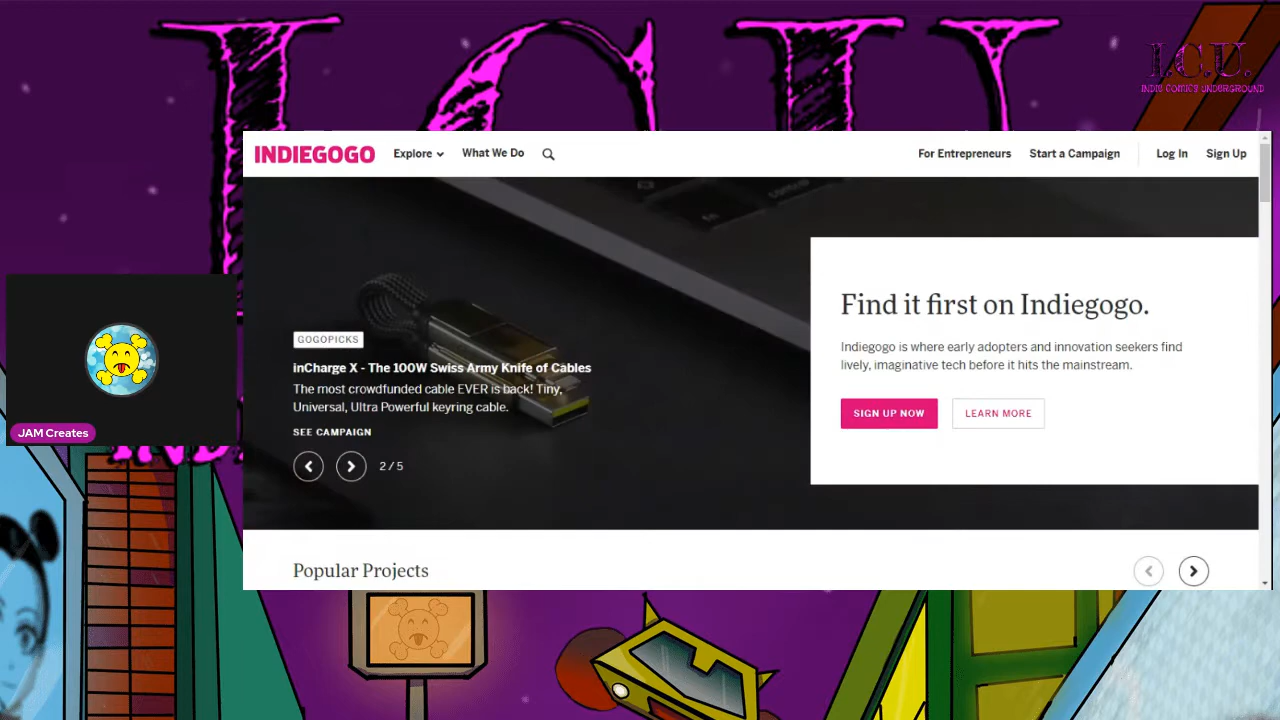 I.C.U.
I.C.U.
INDIE COMICS UNDERGROUND
INDIEGOGO Explore What We Do For Entrepreneurs Start a Campaign Log In Sign Up
GOGOPICKS
inCharge X - The 100W Swiss Army Knife of Cables
The most crowdfunded cable EVER is back! Tiny,
Universal, Ultra Powerful keyring cable.
SEE CAMPAIGN
2 / 5
Find it first on Indiegogo.
Indiegogo is where early adopters and innovation seekers find
lively, imaginative tech before it hits the mainstream.
SIGN UP NOW LEARN MORE
JAM Creates
Popular Projects